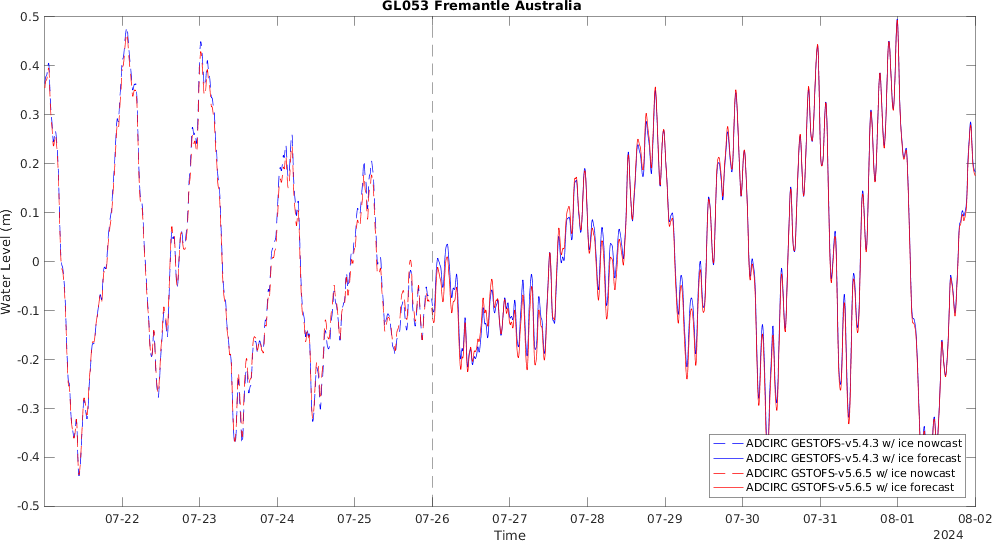 GL053 Fremantle Australia
0.5
0.4
0.3
0.2
0.1
0
-0.1
-0.2
-0.3
-0.4
-0.5
Water Level (m)
ADCIRC GESTOFS-v5.4.3 w/ ice nowcast
ADCIRC GESTOFS-v5.4.3 w/ ice forecast
ADCIRC GSTOFS-v5.6.5 w/ ice nowcast
ADCIRC GSTOFS-v5.6.5 w/ ice forecast
07-22 07-23 07-24 07-25 07-26 07-27 07-28 07-29 07-30 07-31 08-01 08-02
Time
2024